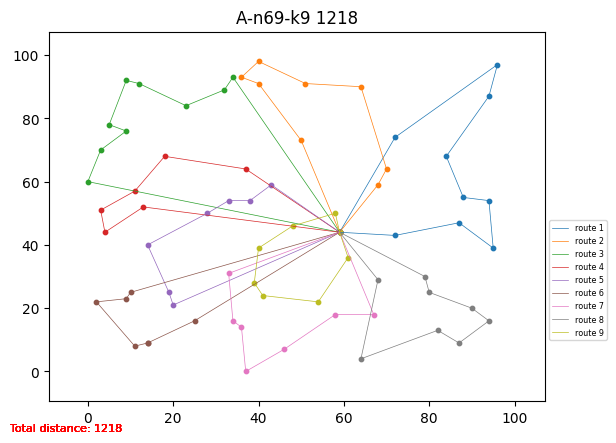 A-n69-k9 1218
100
80
60
40
20
0
0 20 40 60 80 100
route 1
route 2
route 3
route 4
route 5
route 6
route 7
route 8
route 9
Total distance: 1218